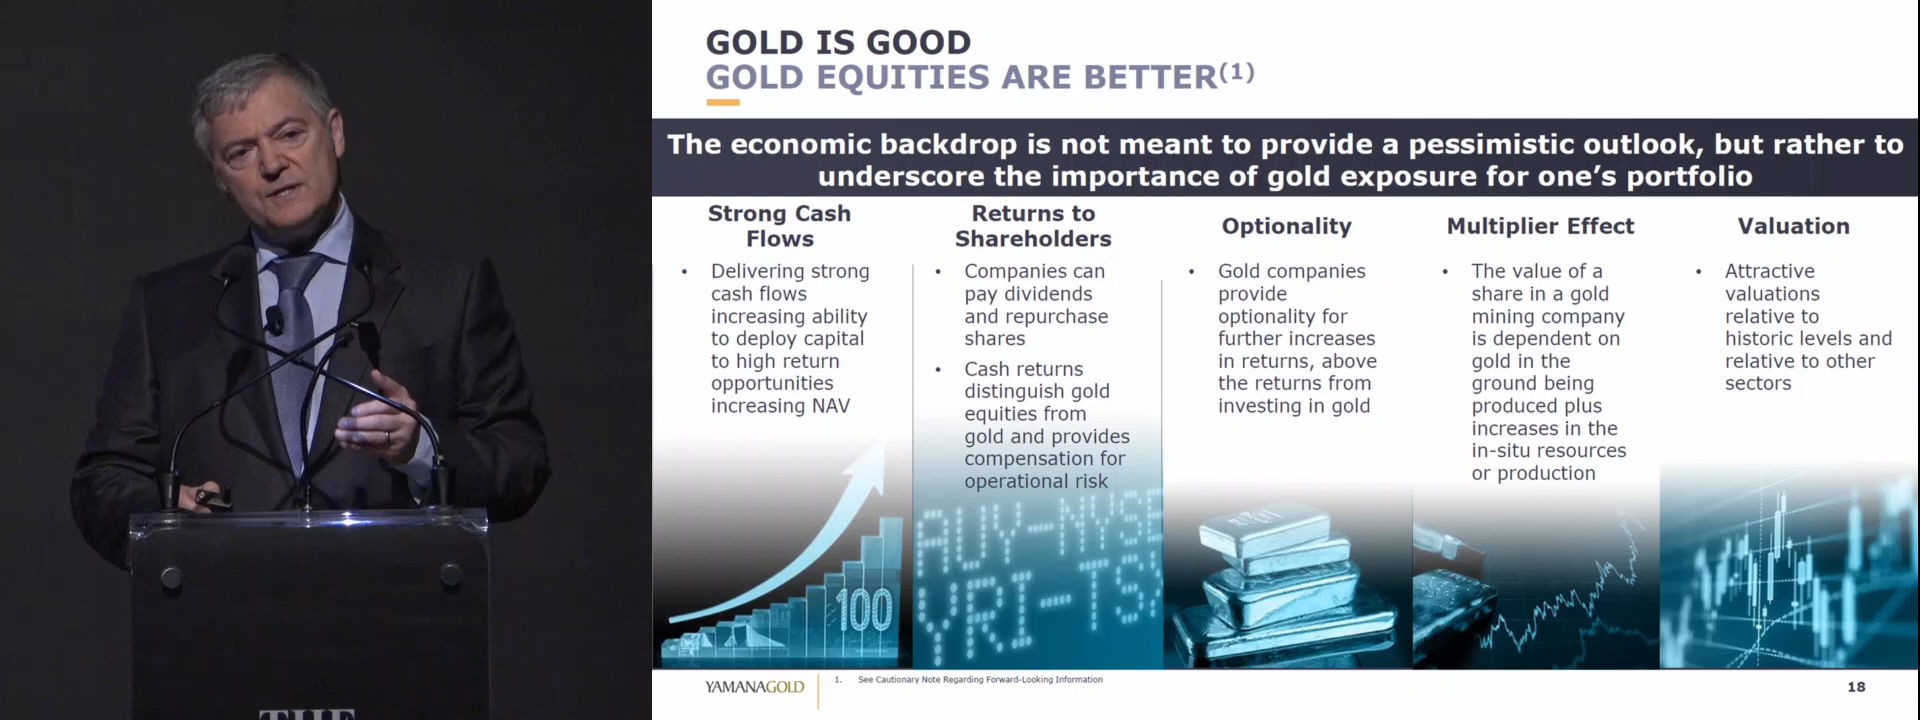 GOLD IS GOOD
GOLD EQUITIES ARE BETTER(1)
The economic backdrop is not meant to provide a pessimistic outlook, but rather to
underscore the importance of gold exposure for one's portfolio
Strong Cash
Flows
• Delivering strong
cash flows
increasing ability
to deploy capital
to high return
opportunities
increasing NAV
100
Returns to
Shareholders
• Companies can
pay dividends
and repurchase
shares
• Cash returns
distinguish gold
equities from
gold and provides
compensation for
operational risk
AUY-NYSE
YRI-TSX
Optionality
• Gold companies
provide
optionality for
further increases
in returns, above
the returns from
investing in gold
Multiplier Effect
• The value of a
share in a gold
mining company
is dependent on
gold in the
ground being
produced plus
increases in the
in-situ resources
or production
Valuation
• Attractive
valuations
relative to
historic levels and
relative to other
sectors
YAMANAGOLD
1. See Cautionary Note Regarding Forward-Looking Information
18
THE